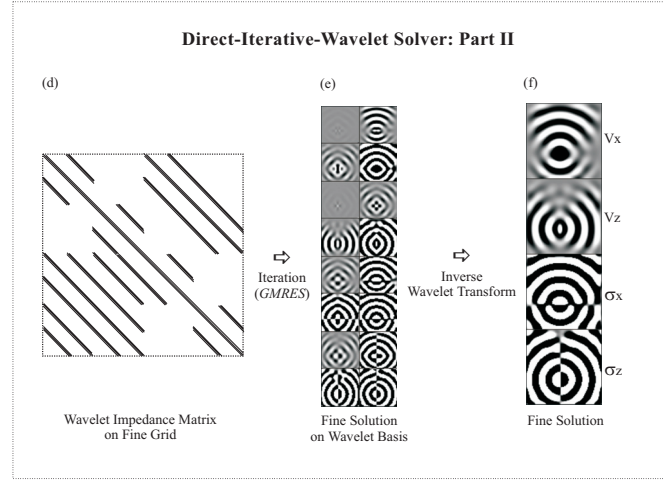 Direct-Iterative-Wavelet Solver: Part II
(d)
(e)
(f)
Vx
Vz
σx
σz
Iteration
(GMRES)
Inverse
Wavelet Transform
Wavelet Impedance Matrix
on Fine Grid
Fine Solution
on Wavelet Basis
Fine Solution